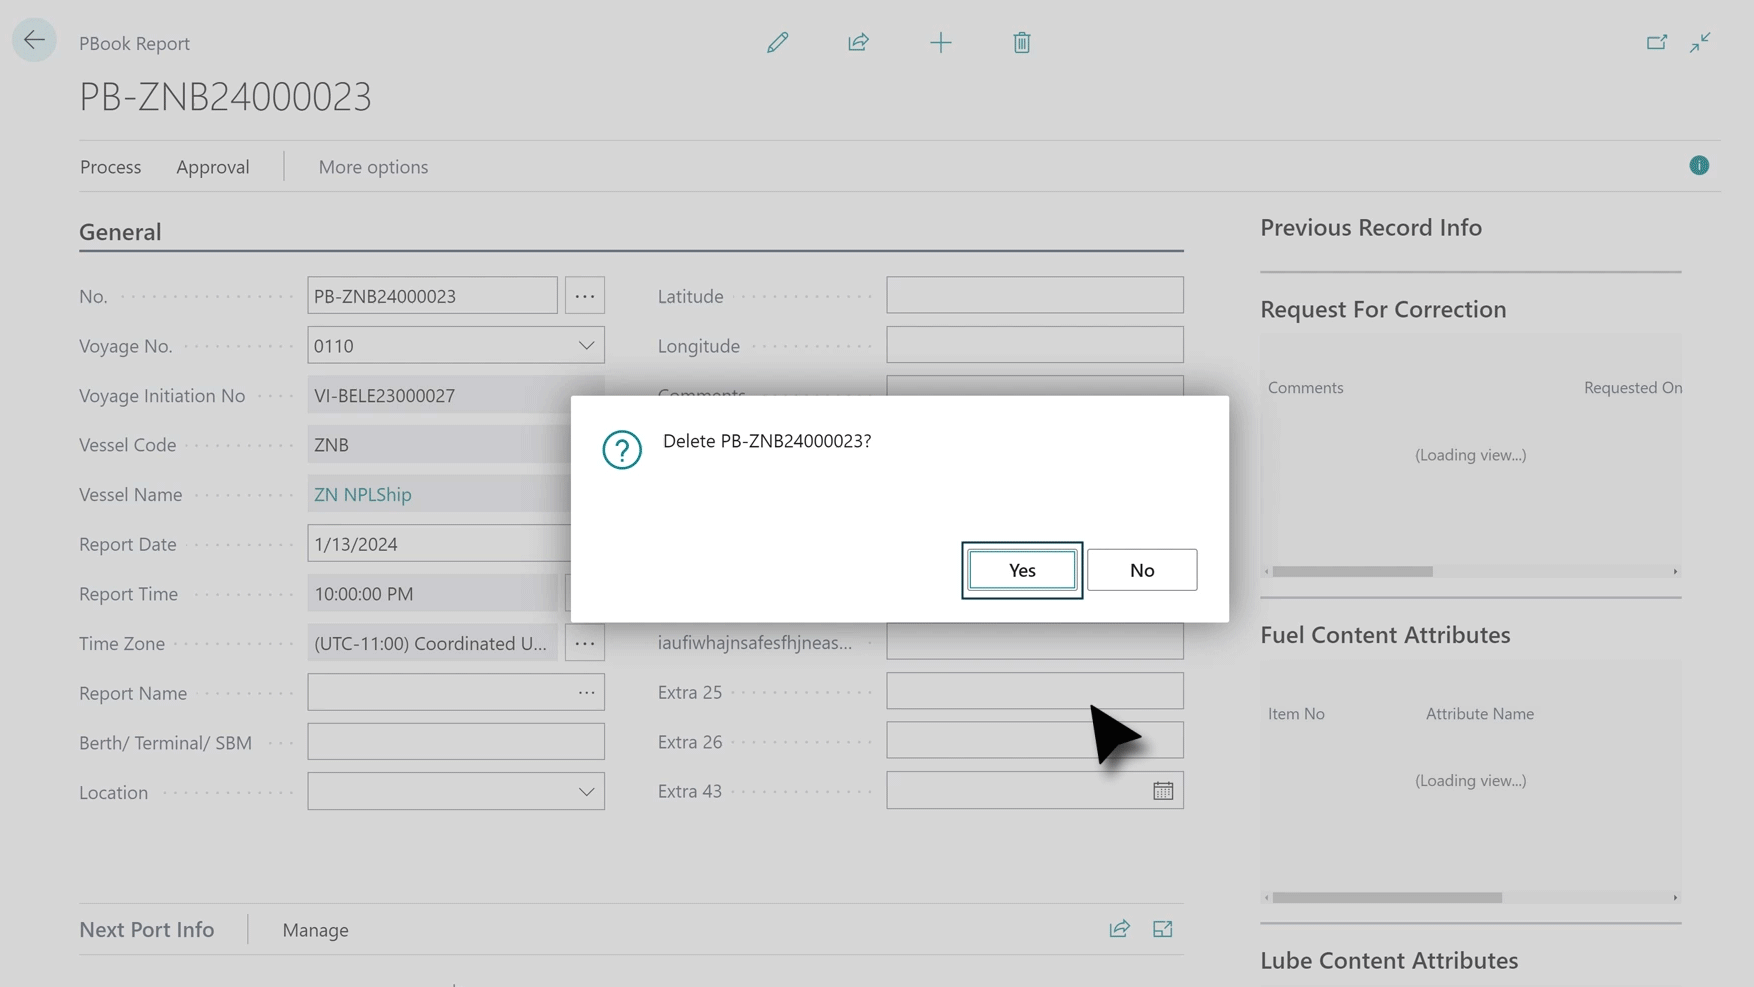 PBook Report
PB-ZNB24000023
Process Approval More options
General
No. PB-ZNB24000023
Voyage No. 0110
Voyage Initiation No VI-BELE23000027
Vessel Code ZNB
Vessel Name ZN NPLShip
Report Date 1/13/2024
Report Time 10:00:00 PM
Time Zone (UTC-11:00) Coordinated U...
Report Name
Berth/ Terminal/ SBM
Location
Latitude
Longitude
Comments
iaufiwhajnsafesfhjneas...
Extra 25
Extra 26
Extra 43
Delete PB-ZNB24000023?
Yes No
Next Port Info Manage
Previous Record Info
Request For Correction
Comments Requested On
(Loading view...)
Fuel Content Attributes
Item No Attribute Name
(Loading view...)
Lube Content Attributes